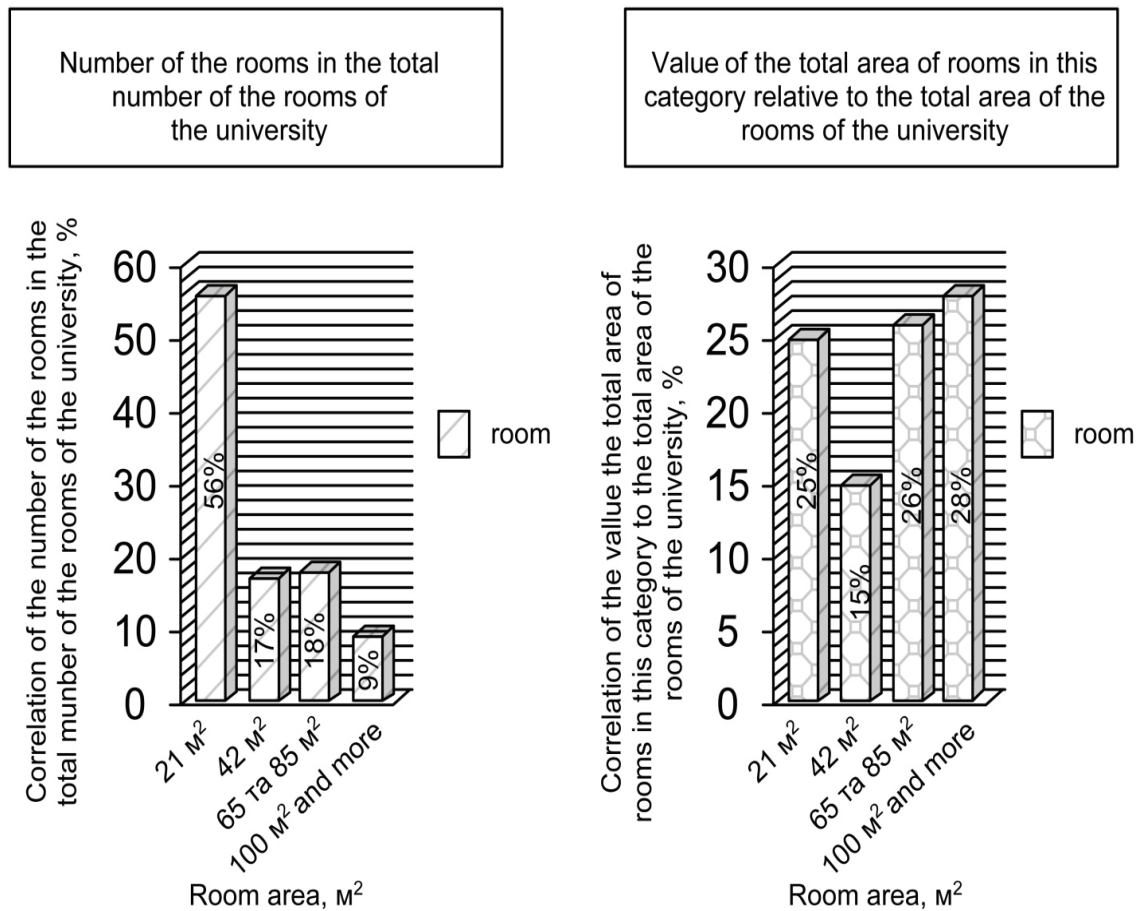 Number of the rooms in the total
number of the rooms of
the university
Value of the total area of rooms in this
category relative to the total area of the
rooms of the university
Correlation of the number of the rooms in the
total munber of the rooms of the university, %
60
50
40
30
20
10
0
56%
17%
18%
9%
21 м²
42 м²
65 та 85 м²
100 м² and more
Room area, м²
room
Correlation of the value the total area of
rooms in this category to the total area of the
rooms of the university, %
30
25
20
15
10
5
0
25%
15%
26%
28%
21 м²
42 м²
65 та 85 м²
100 м² and more
Room area, м²
room